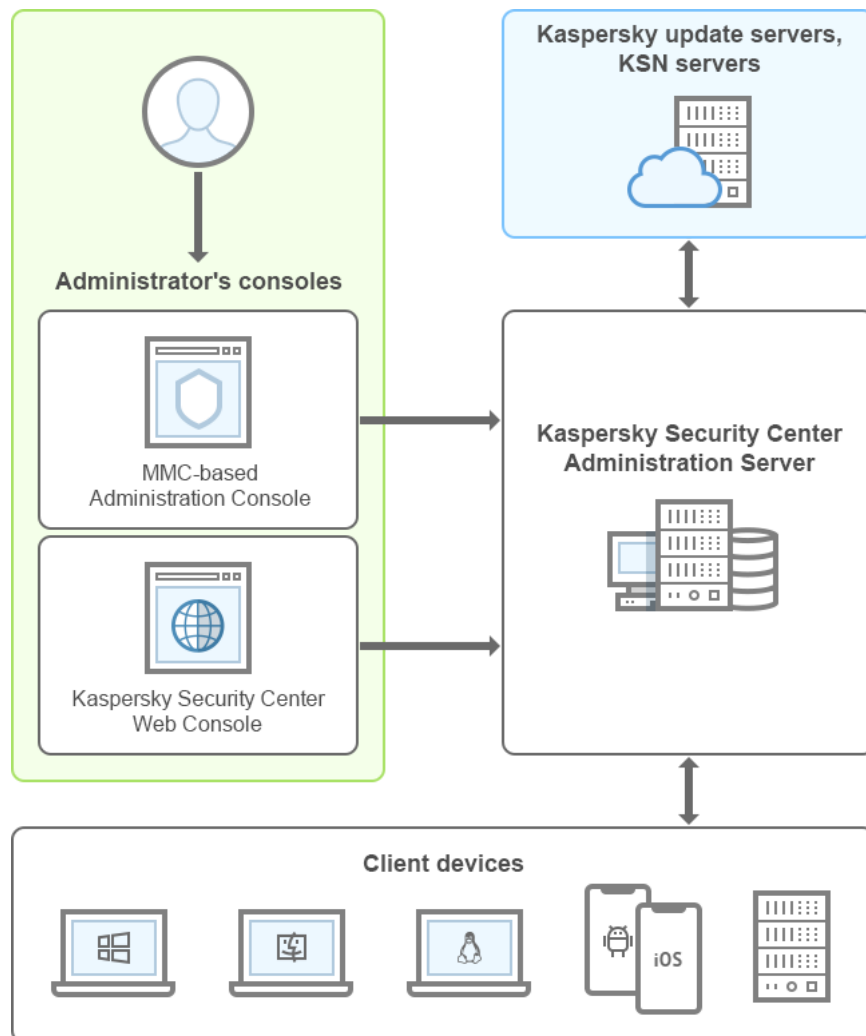 Kaspersky update servers,
KSN servers
Administrator's consoles
MMC-based
Administration Console
Kaspersky Security Center
Administration Server
Kaspersky Security Center
Web Console
Client devices
iOS